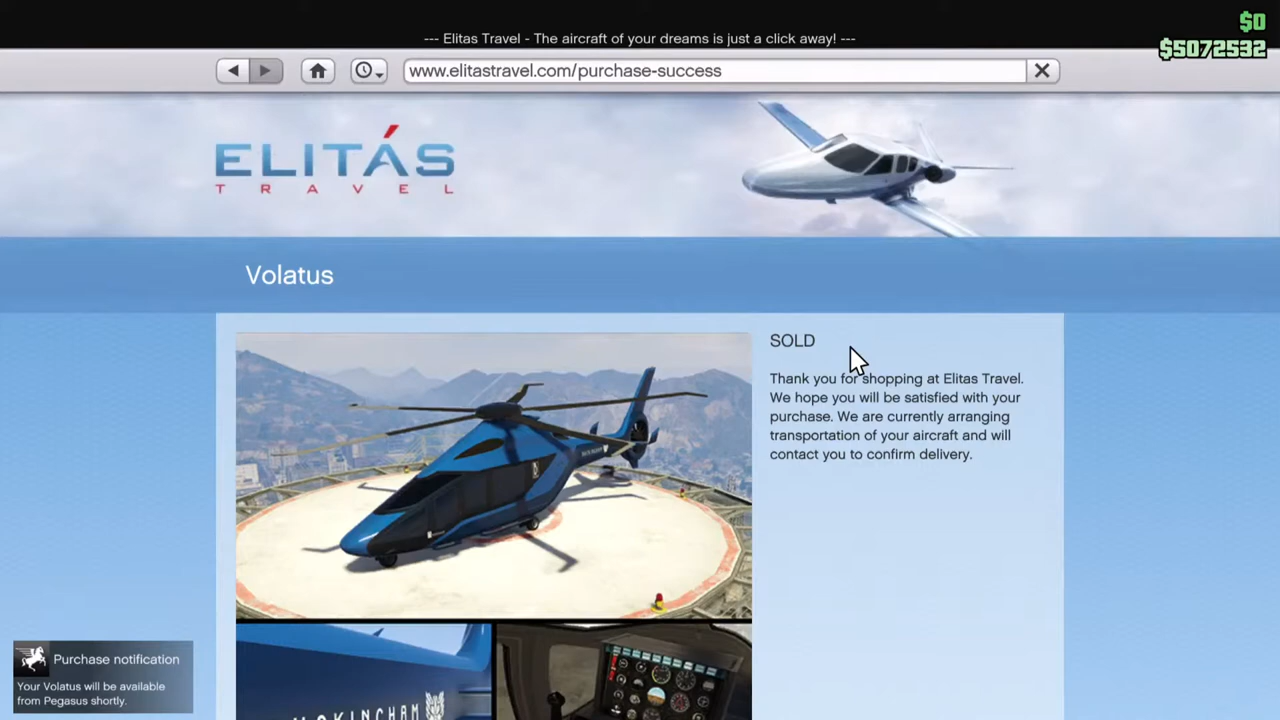 --- Elitas Travel - The aircraft of your dreams is just a click away! ---
$0
$5072532
www.elitastravel.com/purchase-success
ELITÁS
TRAVEL
Volatus
SOLD
Thank you for shopping at Elitas Travel.
We hope you will be satisfied with your
purchase. We are currently arranging
transportation of your aircraft and will
contact you to confirm delivery.
Purchase notification
Your Volatus will be available
from Pegasus shortly.